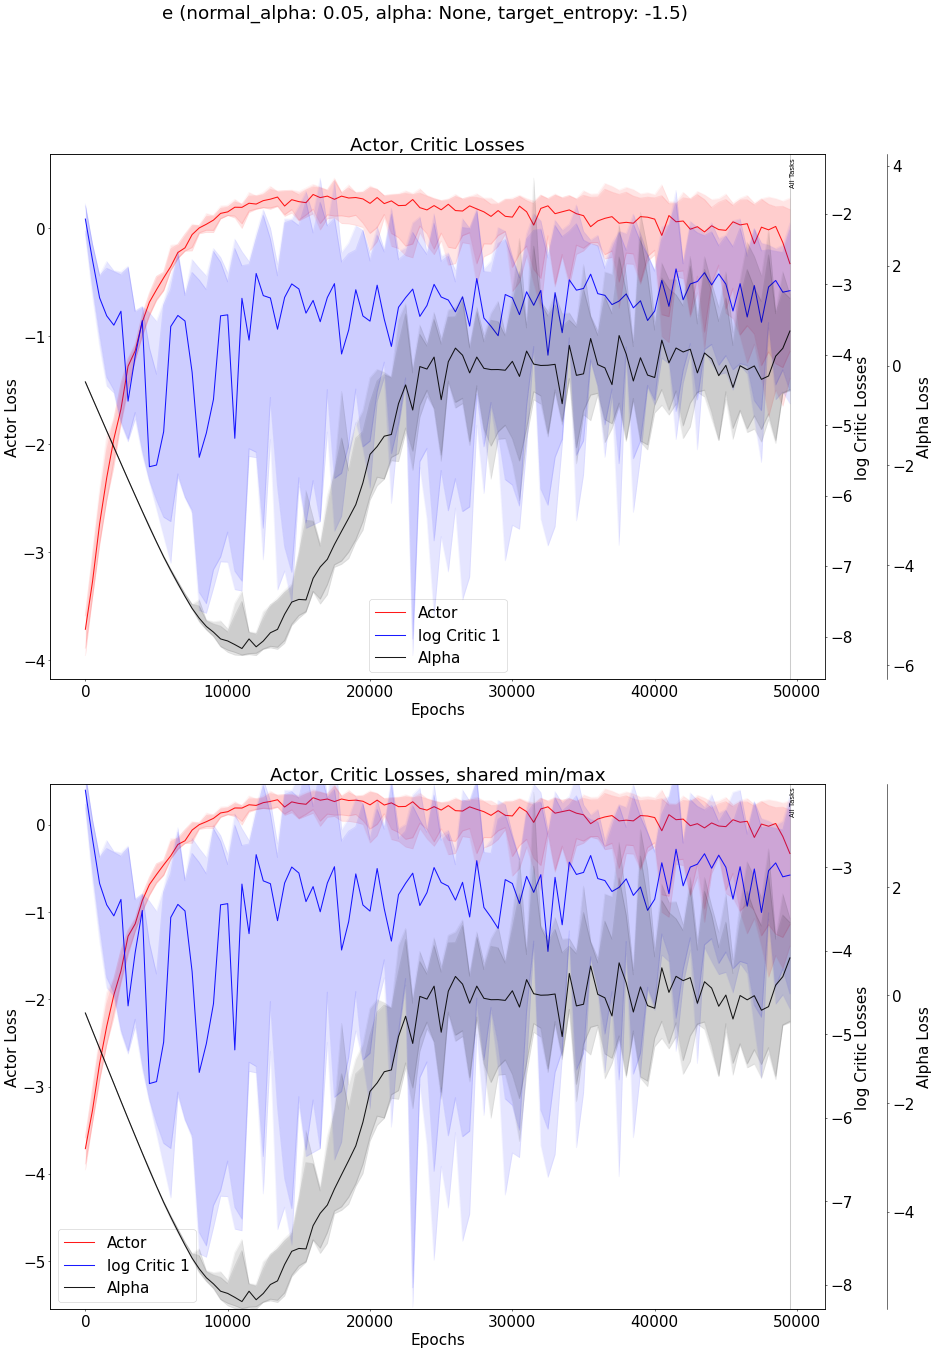 e (normal_alpha: 0.05, alpha: None, target_entropy: -1.5)
Actor, Critic Losses
All Tasks
Actor Loss
0
−1
−2
−3
−4
−2
−3
−4
−5
−6
−7
−8
log Critic Losses
4
2
0
−2
−4
−6
Alpha Loss
Actor
log Critic 1
Alpha
0 10000 20000 30000 40000 50000
Epochs
Actor, Critic Losses, shared min/max
All Tasks
Actor Loss
0
−1
−2
−3
−4
−5
−3
−4
−5
−6
−7
−8
log Critic Losses
2
0
−2
−4
Alpha Loss
Actor
log Critic 1
Alpha
0 10000 20000 30000 40000 50000
Epochs